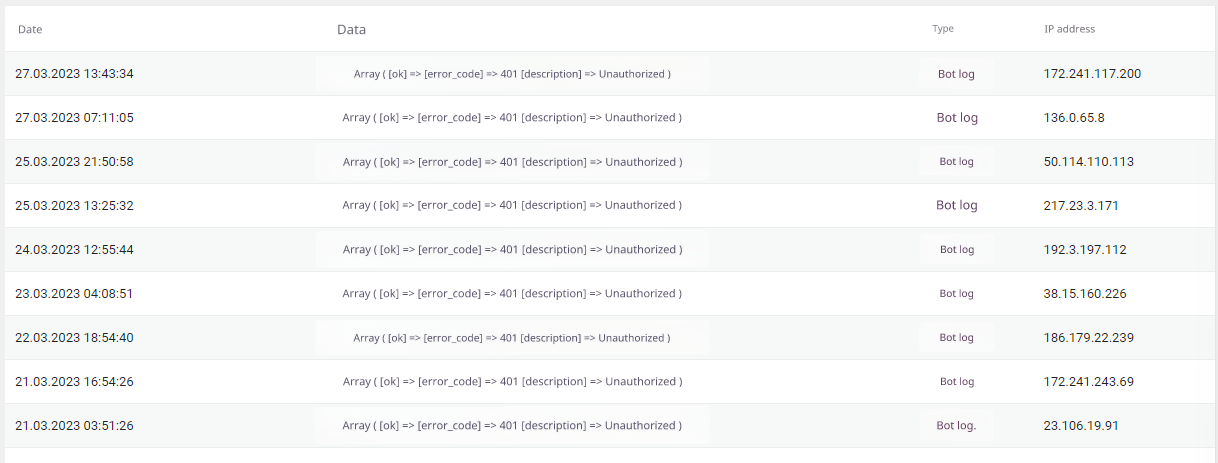 Date Data Type IP address
27.03.2023 13:43:34 Array ( [ok] => [error_code] => 401 [description] => Unauthorized ) Bot log 172.241.117.200
27.03.2023 07:11:05 Array ( [ok] => [error_code] => 401 [description] => Unauthorized ) Bot log 136.0.65.8
25.03.2023 21:50:58 Array ( [ok] => [error_code] => 401 [description] => Unauthorized ) Bot log 50.114.110.113
25.03.2023 13:25:32 Array ( [ok] => [error_code] => 401 [description] => Unauthorized ) Bot log 217.23.3.171
24.03.2023 12:55:44 Array ( [ok] => [error_code] => 401 [description] => Unauthorized ) Bot log 192.3.197.112
23.03.2023 04:08:51 Array ( [ok] => [error_code] => 401 [description] => Unauthorized ) Bot log 38.15.160.226
22.03.2023 18:54:40 Array ( [ok] => [error_code] => 401 [description] => Unauthorized ) Bot log 186.179.22.239
21.03.2023 16:54:26 Array ( [ok] => [error_code] => 401 [description] => Unauthorized ) Bot log 172.241.243.69
21.03.2023 03:51:26 Array ( [ok] => [error_code] => 401 [description] => Unauthorized ) Bot log. 23.106.19.91